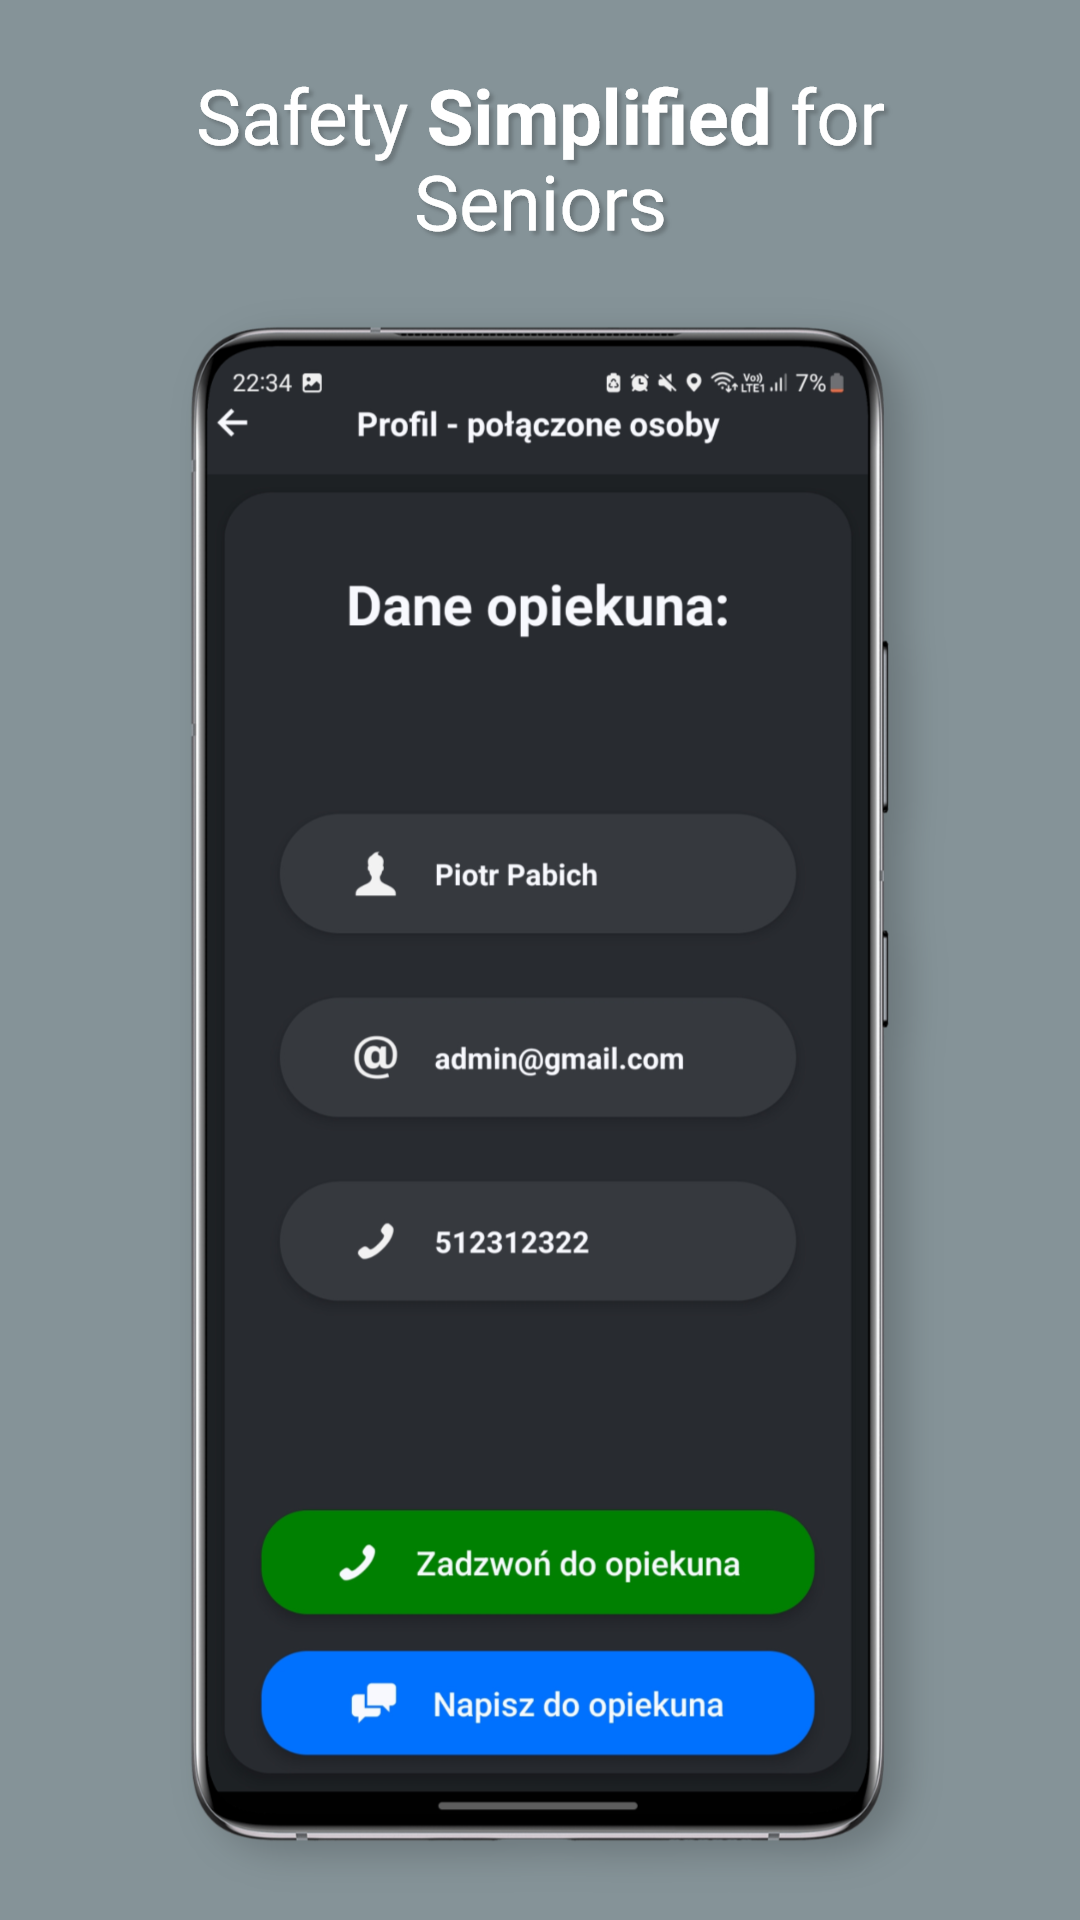 Safety Simplified for
Seniors
22:34
Vo)) LTE1 7%
Profil - połączone osoby
Dane opiekuna:
Piotr Pabich
@ admin@gmail.com
512312322
Zadzwoń do opiekuna
Napisz do opiekuna